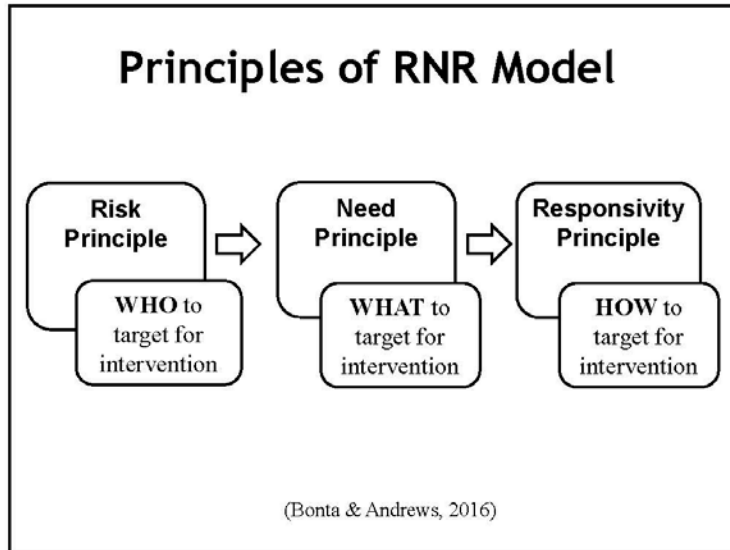 Principles of RNR Model
Risk
Principle
WHO to
target for
intervention
Need
Principle
WHAT to
target for
intervention
Responsivity
Principle
HOW to
target for
intervention
(Bonta & Andrews, 2016)